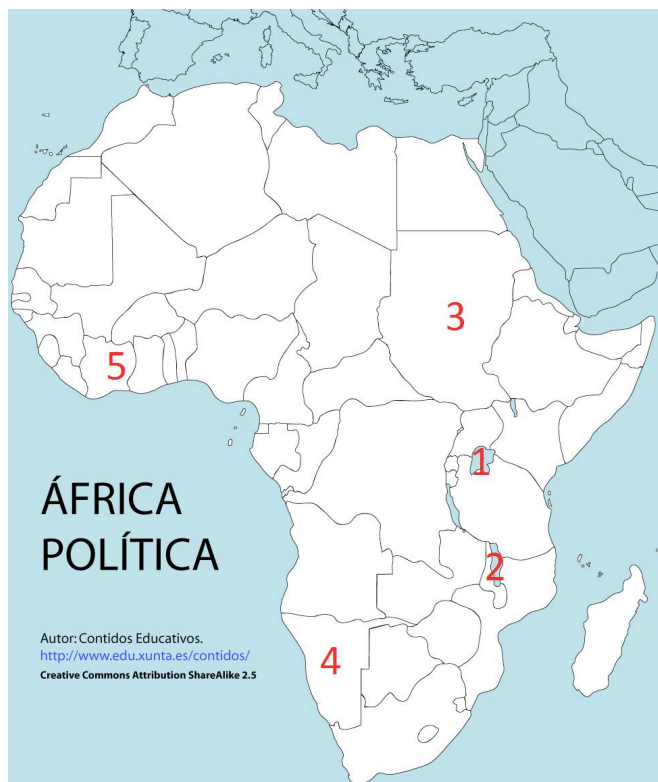 3
5
1
ÁFRICA
POLÍTICA
2
Autor: Contidos Educativos.
http://www.edu.xunta.es/contidos/
Creative Commons Attribution ShareAlike 2.5
4